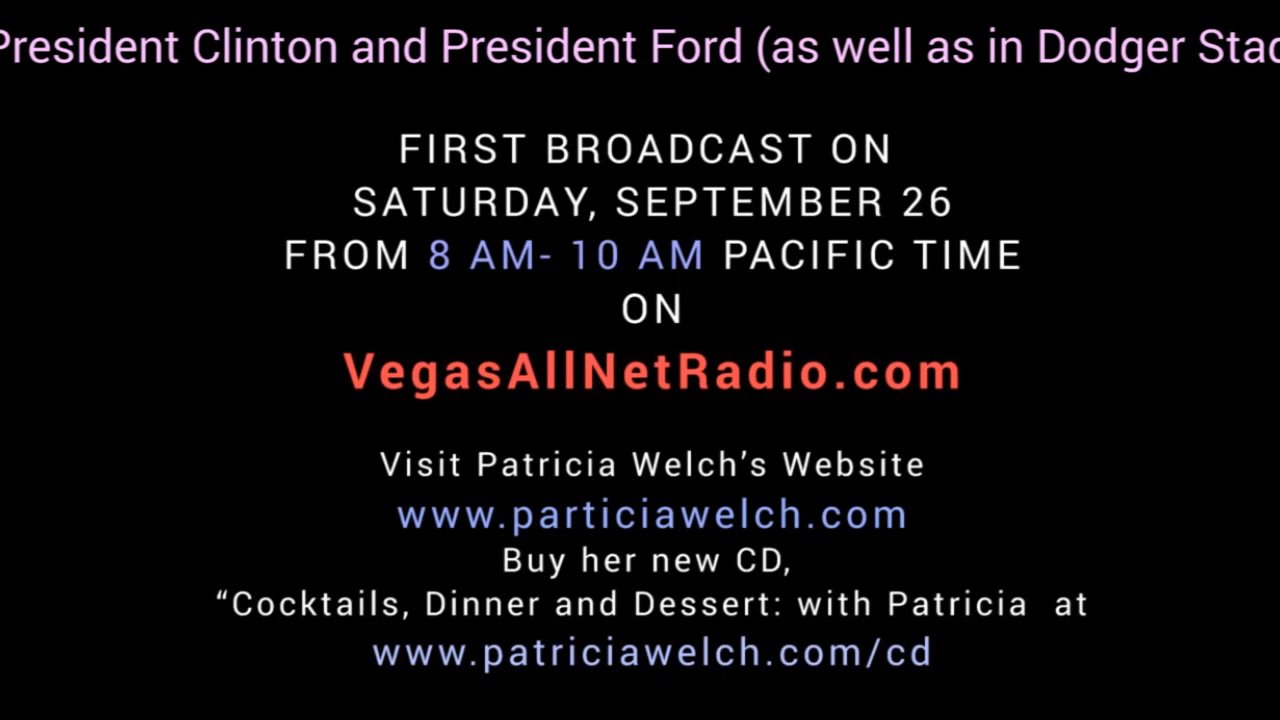 President Clinton and President Ford (as well as in Dodger
FIRST BROADCAST ON
SATURDAY, SEPTEMBER 26
FROM 8 AM- 10 AM PACIFIC TIME
ON
VegasAllNetRadio.com
Visit Patricia Welch’s Website
www.particiawelch.com
Buy her new CD,
“Cocktails, Dinner and Dessert: with Patricia at
www.patriciawelch.com/cd